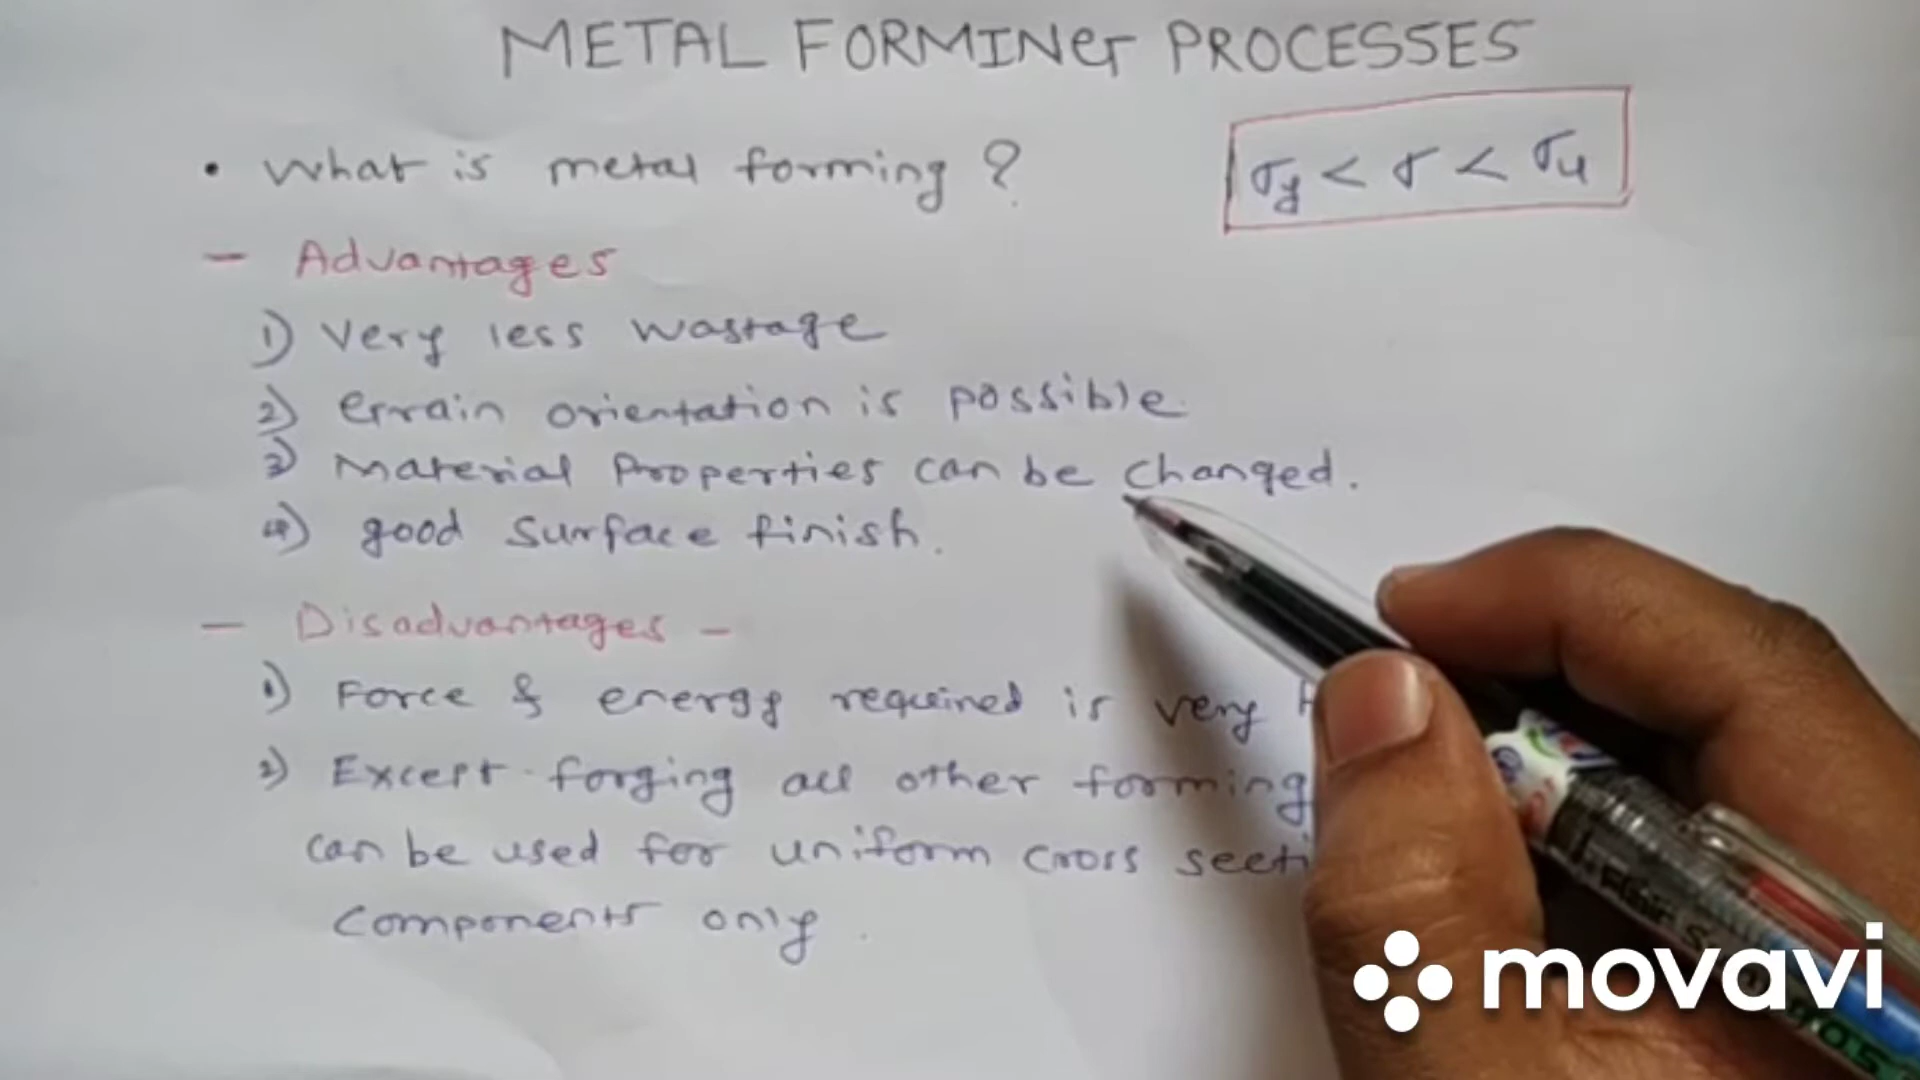 METAL FORMING PROCESSES
• What is metal forming ?
σy < σ < σu
- Advantages
1) Very less wastage
2) Grain orientation is possible.
3) Material Properties can be changed.
4) good surface finish.
- Disadvantages -
1) Force & energy required is very
2) Except forging all other forming
can be used for uniform cross
components only.
movavi